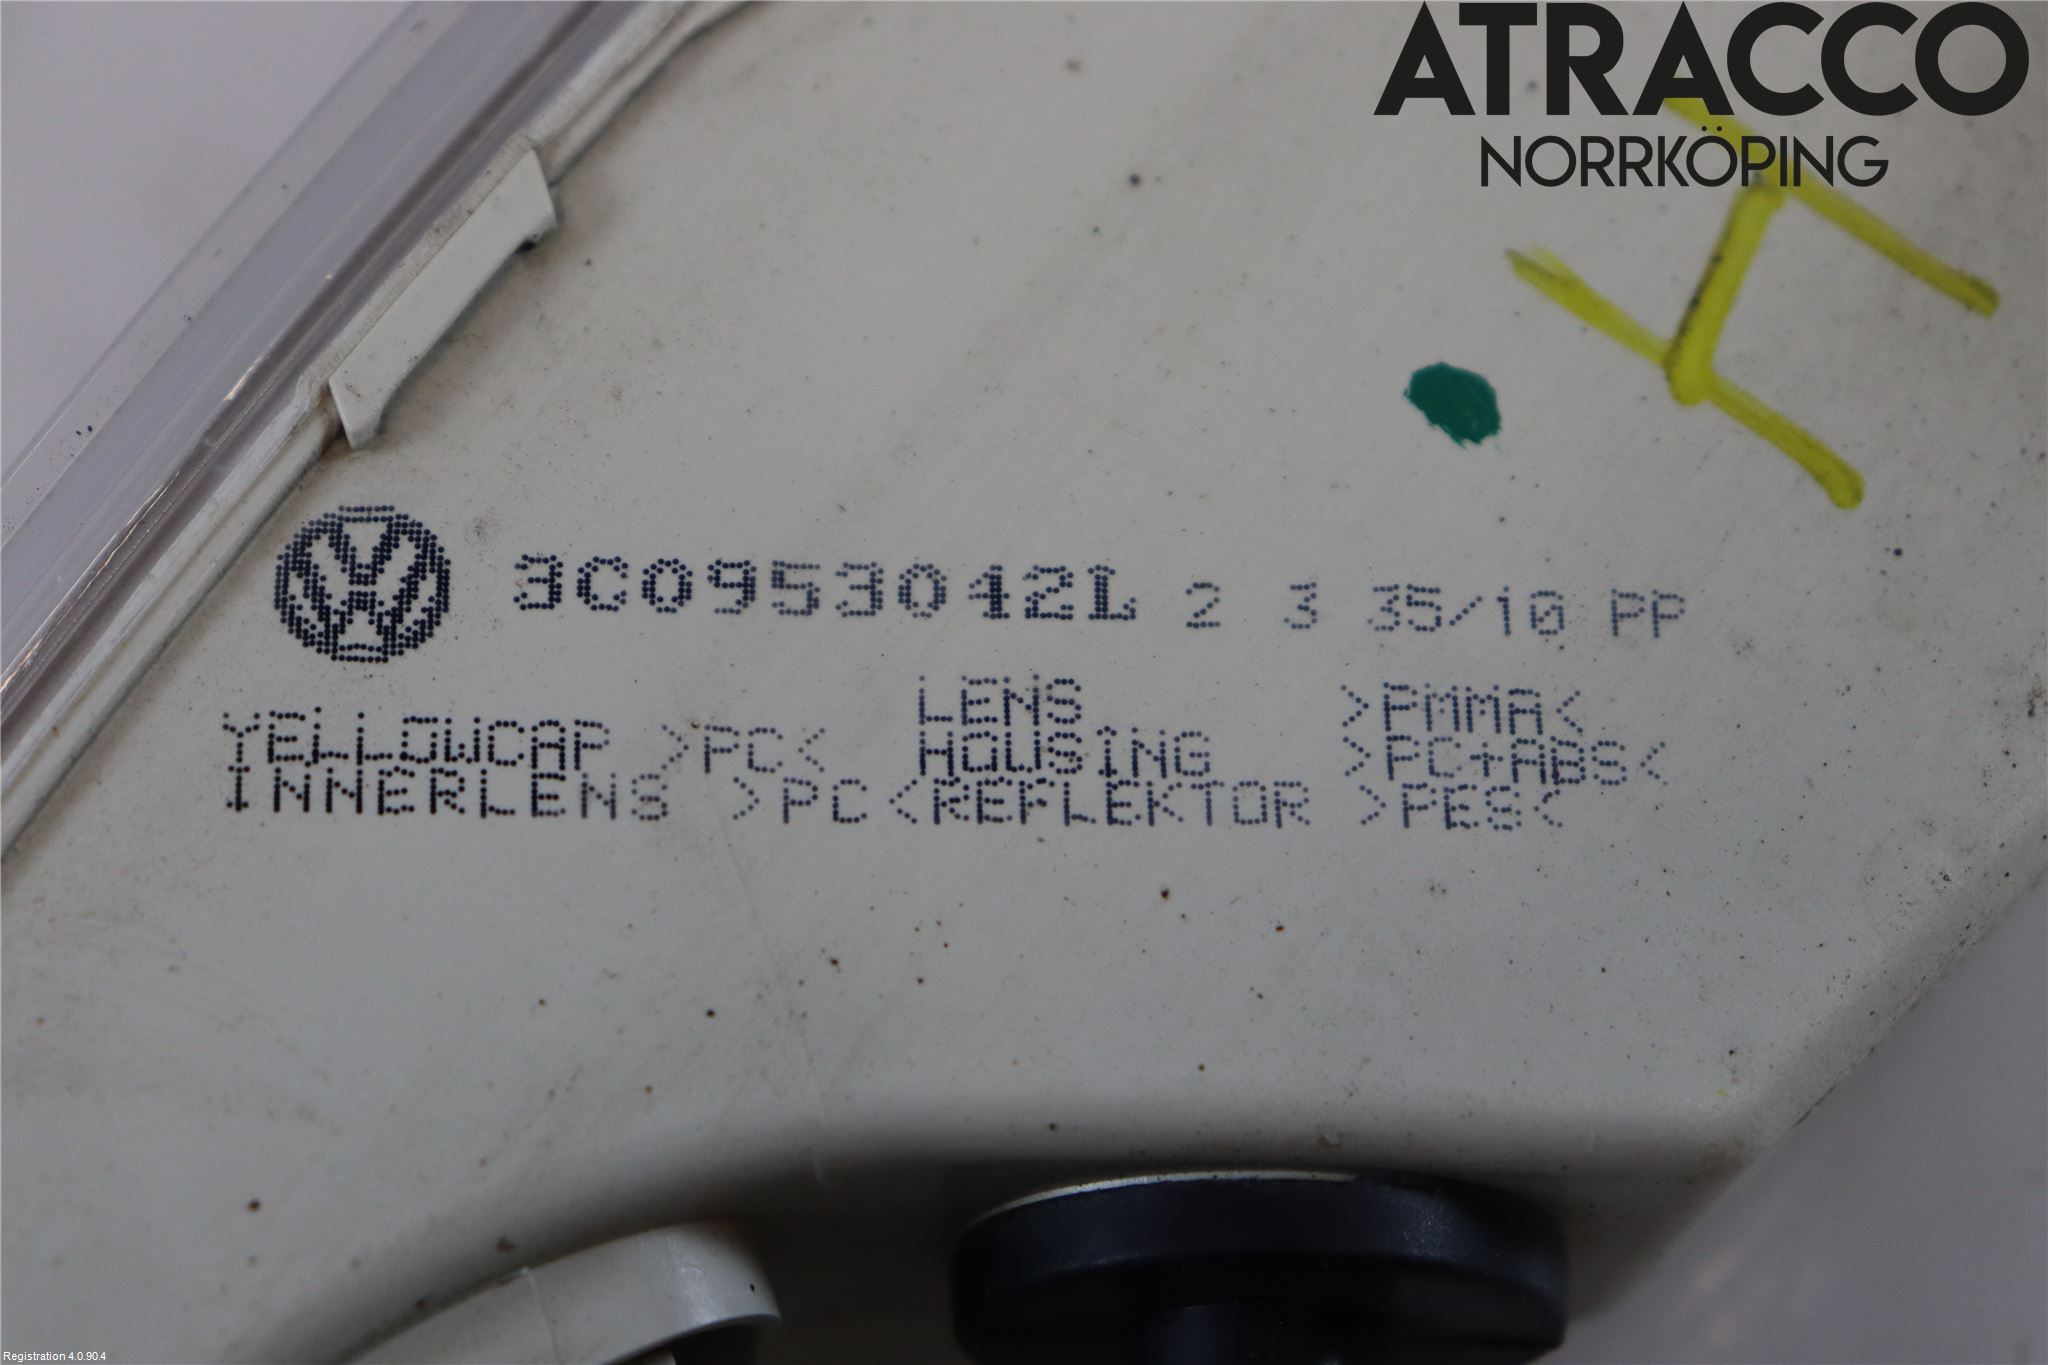 ATRACCO
NORRKÖPING
H
3C0953042L 2 3 35/10 PP
LENS >PMMA<
YELLOWCAP >PC< HOUSING >PC+ABS<
INNERLENS >PC<REFLEKTOR >PES<
Registration 4.0.90.4